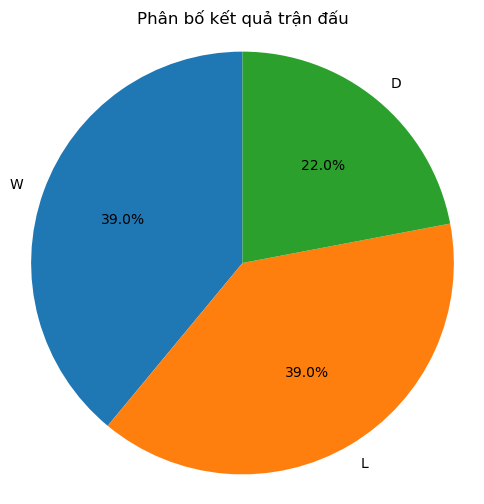 Phân bố kết quả trận đấu
D
22.0%
W
39.0%
39.0%
L